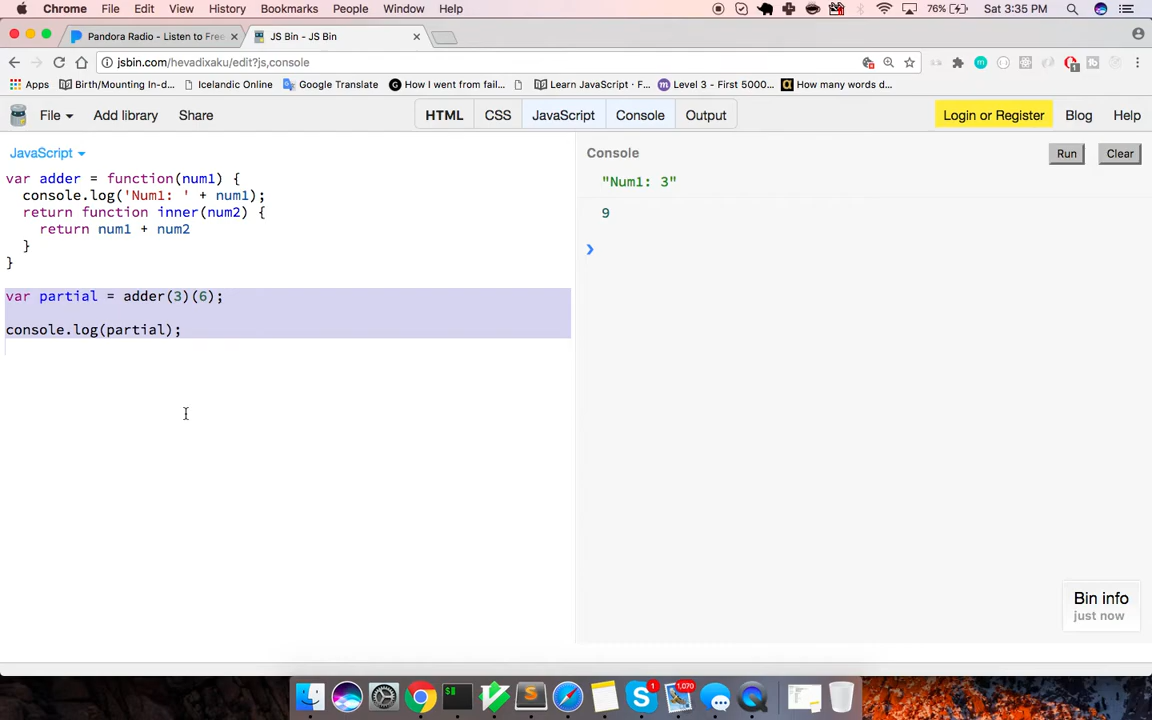 Chrome File Edit View History Bookmarks People Window Help 76% Sat 3:35 PM
Pandora Radio - Listen to Free
JS Bin - JS Bin
jsbin.com/hevadixaku/edit?js,console
Apps Birth/Mounting In-d... Icelandic Online Google Translate How I went from fail... Learn JavaScript - F... Level 3 - First 5000... How many words d...
File Add library Share HTML CSS JavaScript Console Output Login or Register Blog Help
JavaScript
var adder = function(num1) {
console.log('Num1: ' + num1);
return function inner(num2) {
return num1 + num2
}
}
var partial = adder(3)(6);
console.log(partial);
Console Run Clear
"Num1: 3"
9
Bin info
just now
1
1,070